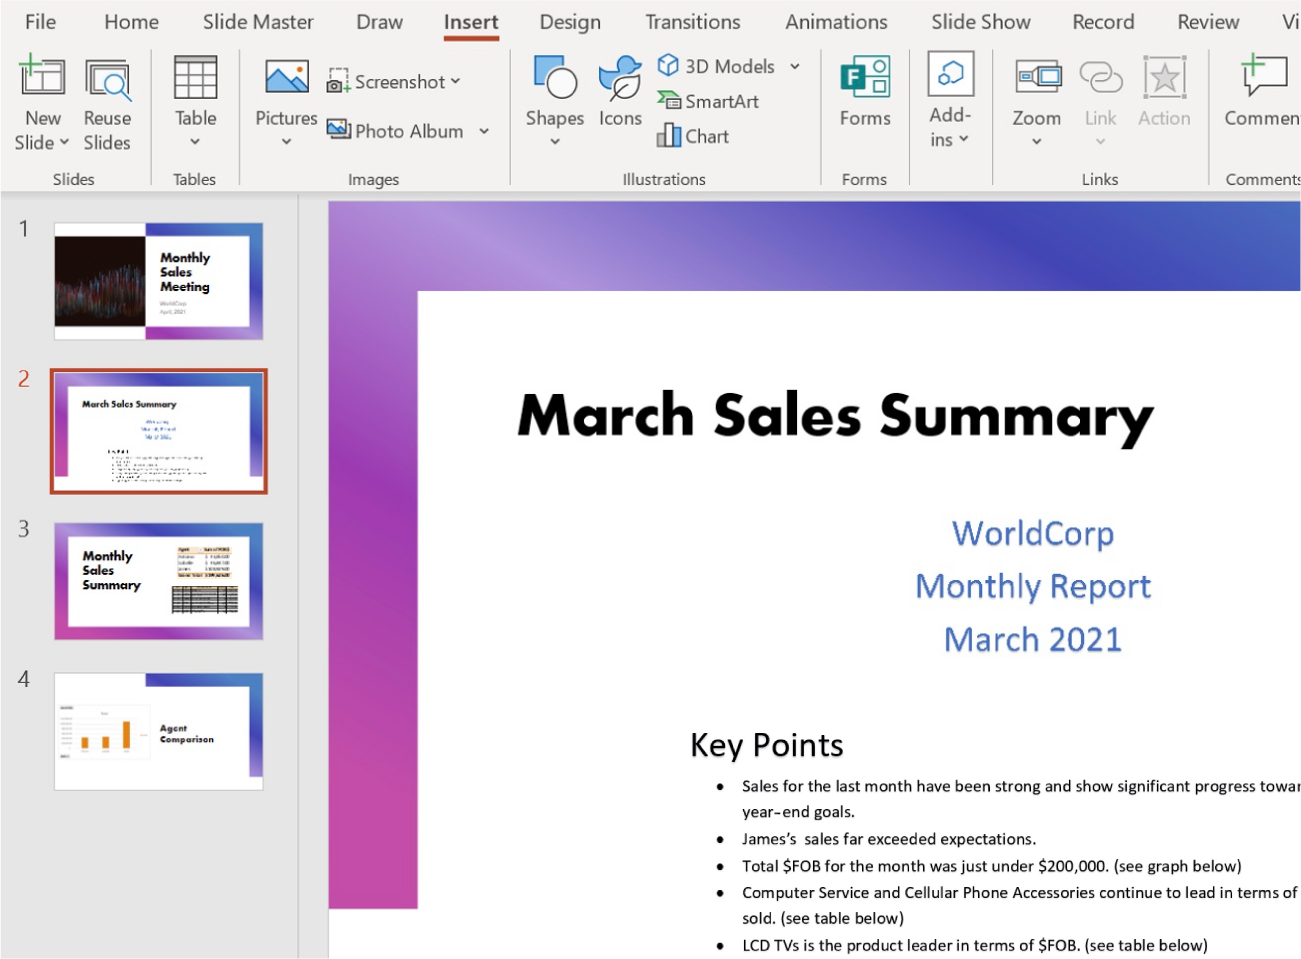 File Home Slide Master Draw Insert Design Transitions Animations Slide Show Record Review Vi
New Slide
Reuse Slides
Table
Pictures
Screenshot
Photo Album
Shapes
Icons
3D Models
SmartArt
Chart
Forms
Add-ins
Zoom
Link
Action
Commen
Slides Tables Images Illustrations Forms Links Comments
1
Monthly
Sales
Meeting
WorldCorp
April, 2021
2
March Sales Summary
3
Monthly
Sales
Summary
4
Agent
Comparison
March Sales Summary
WorldCorp
Monthly Report
March 2021
Key Points
• Sales for the last month have been strong and show significant progress towar
year-end goals.
• James's sales far exceeded expectations.
• Total $FOB for the month was just under $200,000. (see graph below)
• Computer Service and Cellular Phone Accessories continue to lead in terms of
sold. (see table below)
• LCD TVs is the product leader in terms of $FOB. (see table below)